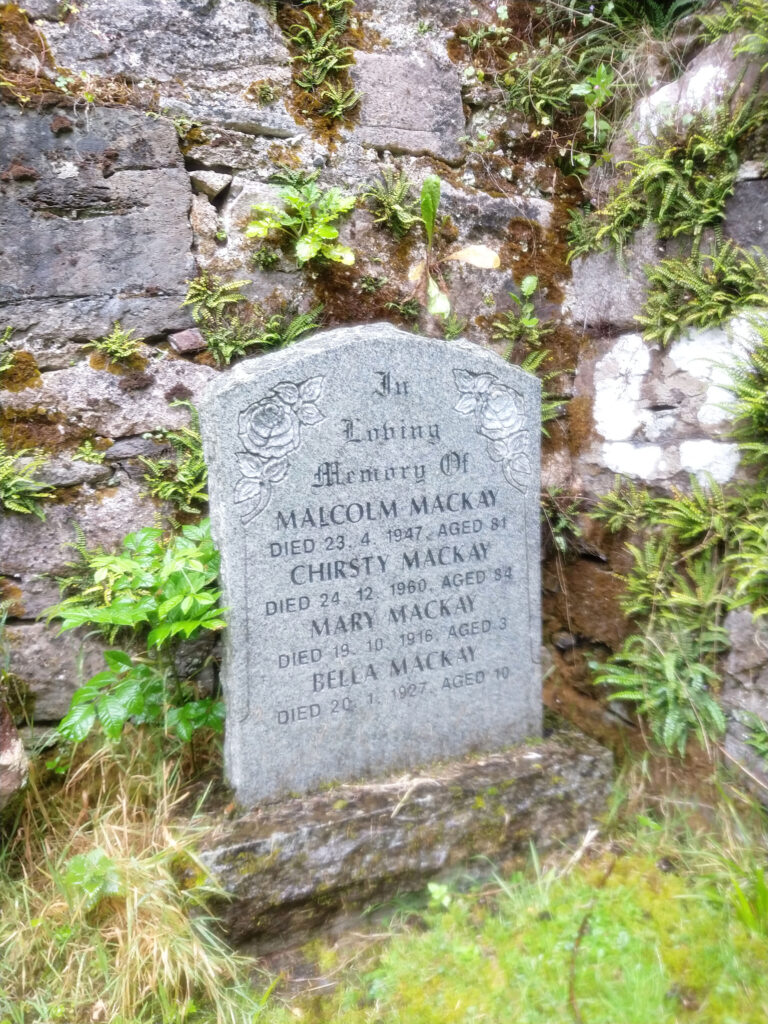 In
Loving
Memory Of
MALCOLM MACKAY
DIED 23. 4. 1947. AGED 81
CHIRSTY MACKAY
DIED 24. 12. 1960. AGED 84
MARY MACKAY
DIED 19. 10. 1916. AGED 3
BELLA MACKAY
DIED 20. 1. 1927. AGED 10